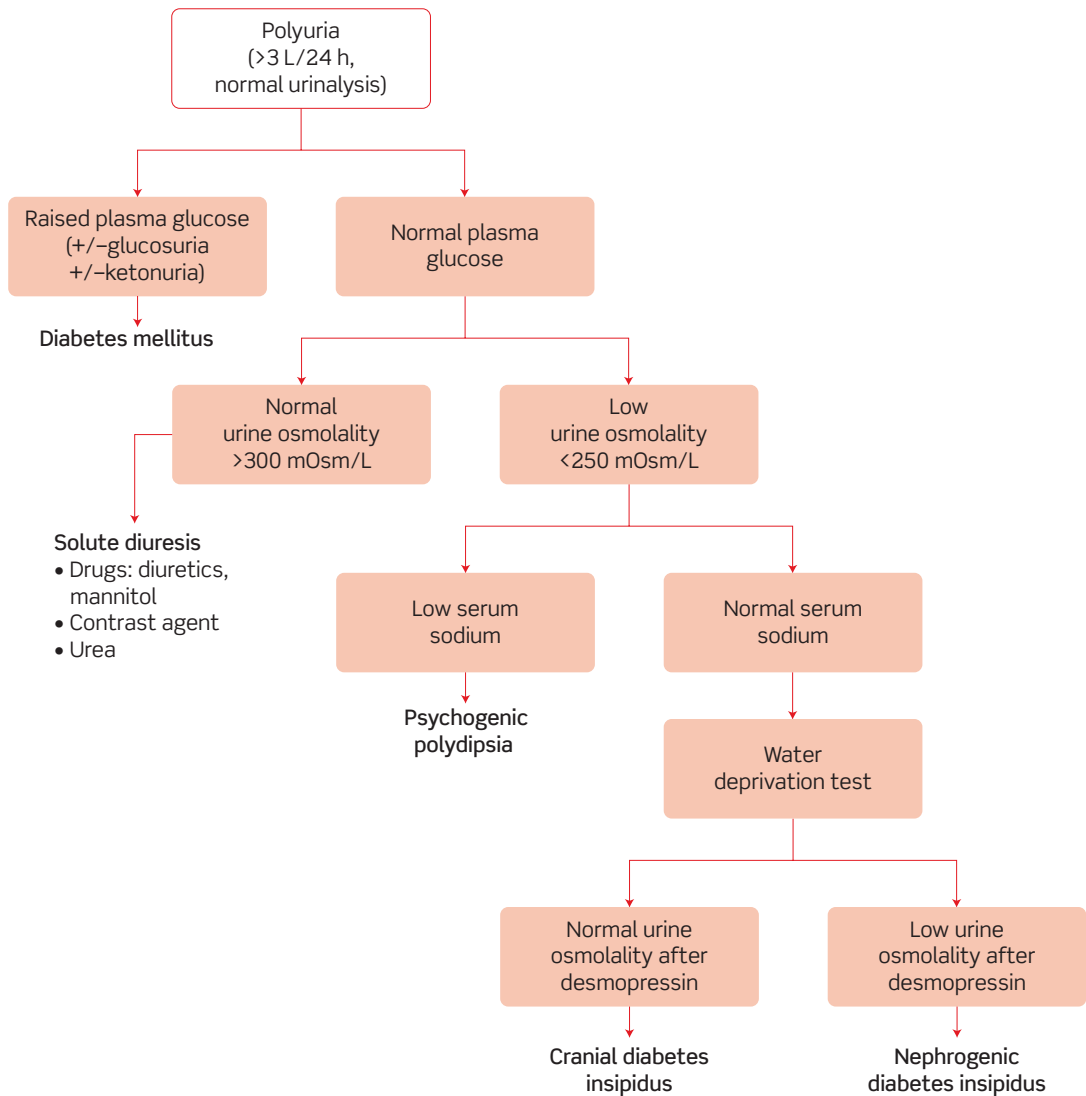 Polyuria
(>3 L/24 h,
normal urinalysis)
Raised plasma glucose
(+/–glucosuria
+/–ketonuria)
Normal plasma
glucose
Diabetes mellitus
Normal
urine osmolality
>300 mOsm/L
Low
urine osmolality
<250 mOsm/L
Solute diuresis
• Drugs: diuretics,
mannitol
• Contrast agent
• Urea
Low serum
sodium
Normal serum
sodium
Psychogenic
polydipsia
Water
deprivation test
Normal urine
osmolality after
desmopressin
Low urine
osmolality after
desmopressin
Cranial diabetes
insipidus
Nephrogenic
diabetes insipidus